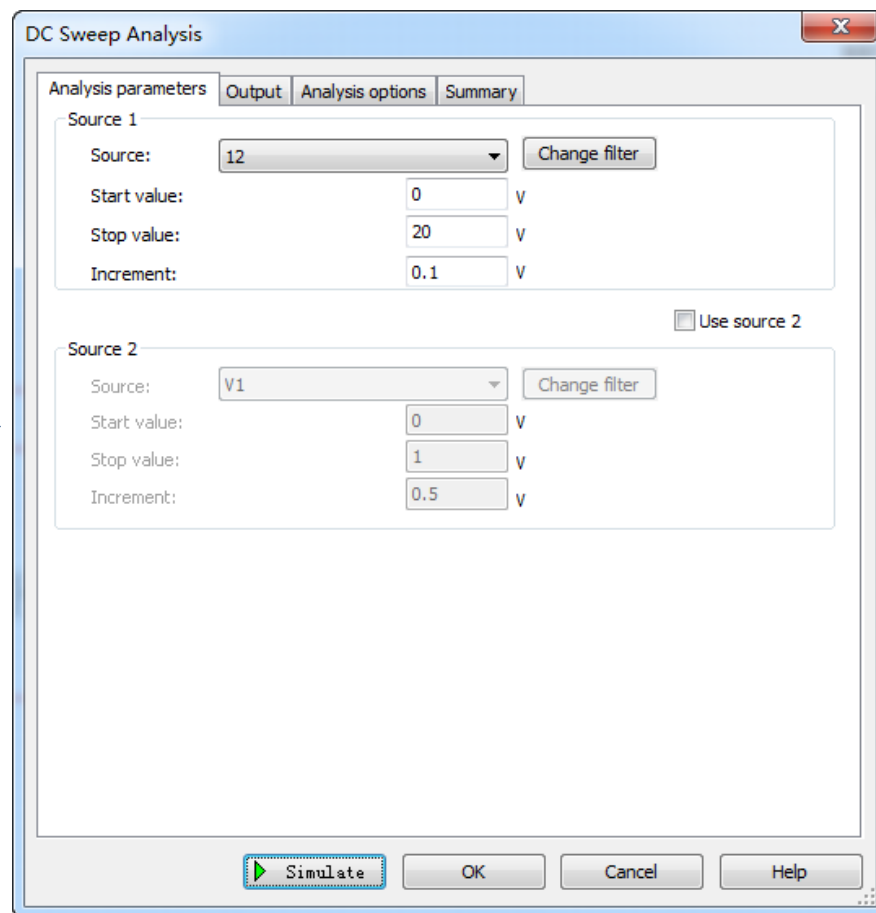 DC Sweep Analysis
Analysis parameters Output Analysis options Summary
Source 1
Source: 12 Change filter
Start value: 0 V
Stop value: 20 V
Increment: 0.1 V
Use source 2
Source 2
Source: V1 Change filter
Start value: 0 V
Stop value: 1 V
Increment: 0.5 V
Simulate OK Cancel Help